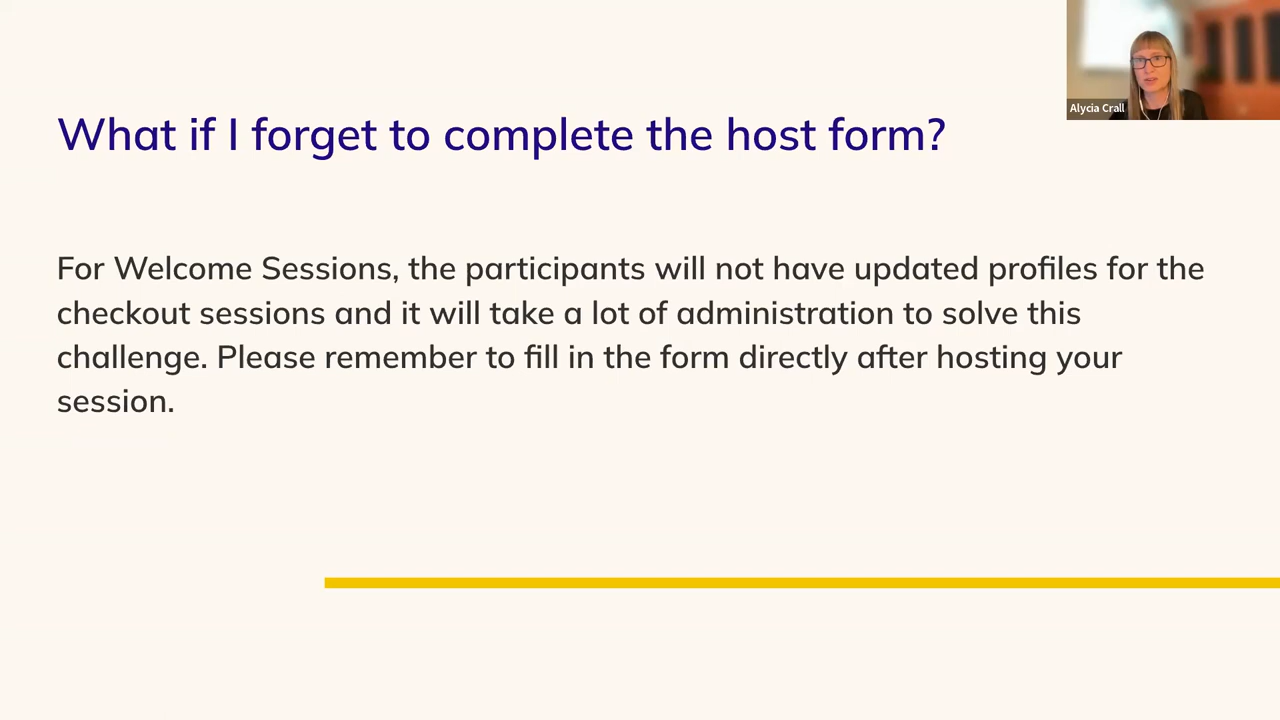 Alycia Crall
What if I forget to complete the host form?
For Welcome Sessions, the participants will not have updated profiles for the
checkout sessions and it will take a lot of administration to solve this
challenge. Please remember to fill in the form directly after hosting your
session.